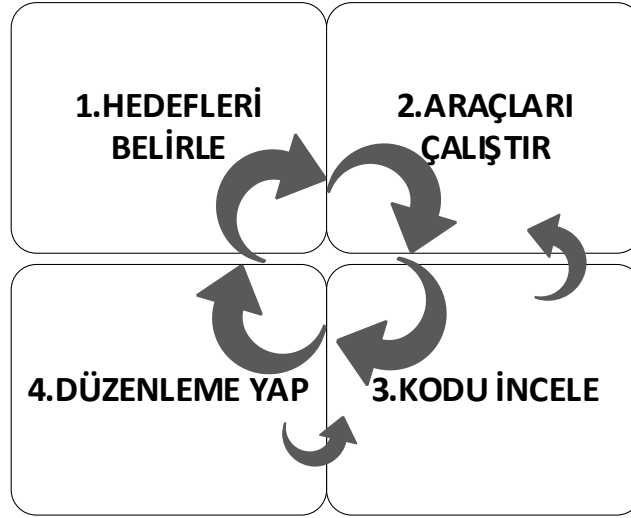 1.HEDEFLERİ
BELİRLE
2.ARAÇLARI
ÇALIŞTIR
4.DÜZENLEME YAP
3.KODU İNCELE